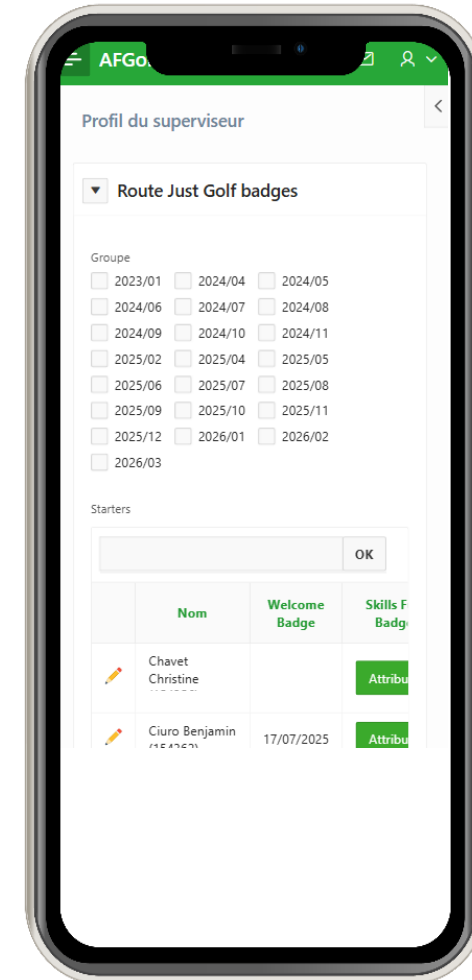 AFGo
Profil du superviseur
Route Just Golf badges
Groupe
2023/01 2024/04 2024/05
2024/06 2024/07 2024/08
2024/09 2024/10 2024/11
2025/02 2025/04 2025/05
2025/06 2025/07 2025/08
2025/09 2025/10 2025/11
2025/12 2026/01 2026/02
2026/03
Starters
OK
Nom Welcome Badge Skills F Badg
Chavet Christine Attribu
Ciuro Benjamin 17/07/2025 Attribu